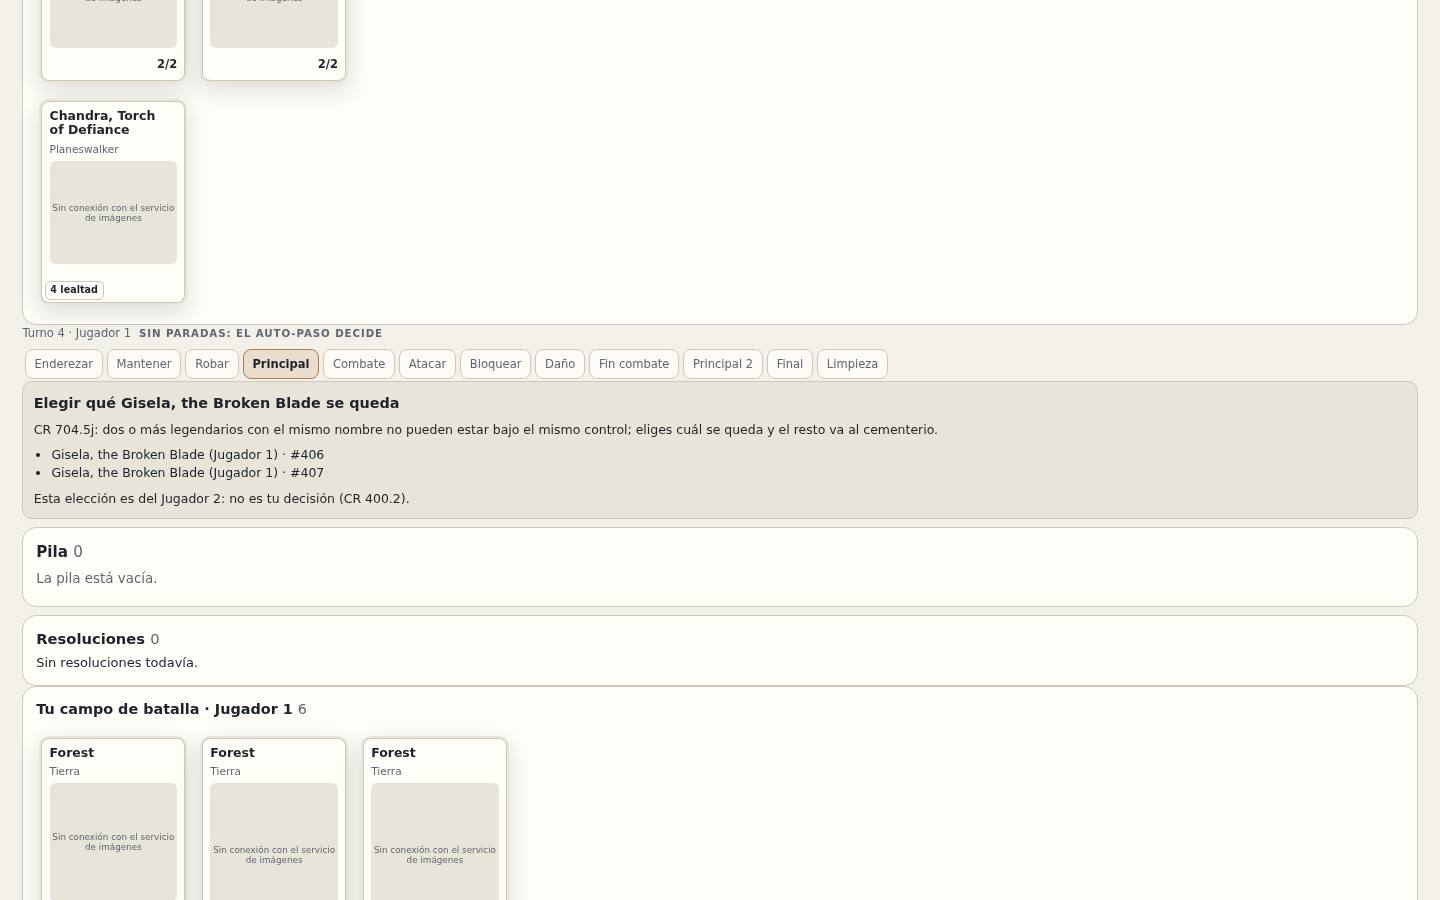 2/2
2/2
Chandra, Torch
of Defiance
Planeswalker
Sin conexión con el servicio
de imágenes
4 lealtad
Turno 4 · Jugador 1 SIN PARADAS: EL AUTO-PASO DECIDE
Enderezar Mantener Robar Principal Combate Atacar Bloquear Daño Fin combate Principal 2 Final Limpieza
Elegir qué Gisela, the Broken Blade se queda
CR 704.5j: dos o más legendarios con el mismo nombre no pueden estar bajo el mismo control; eliges cuál se queda y el resto va al cementerio.
• Gisela, the Broken Blade (Jugador 1) · #406
• Gisela, the Broken Blade (Jugador 1) · #407
Esta elección es del Jugador 2: no es tu decisión (CR 400.2).
Pila 0
La pila está vacía.
Resoluciones 0
Sin resoluciones todavía.
Tu campo de batalla · Jugador 1 6
Forest
Tierra
Sin conexión con el servicio
de imágenes
Forest
Tierra
Sin conexión con el servicio
de imágenes
Forest
Tierra
Sin conexión con el servicio
de imágenes